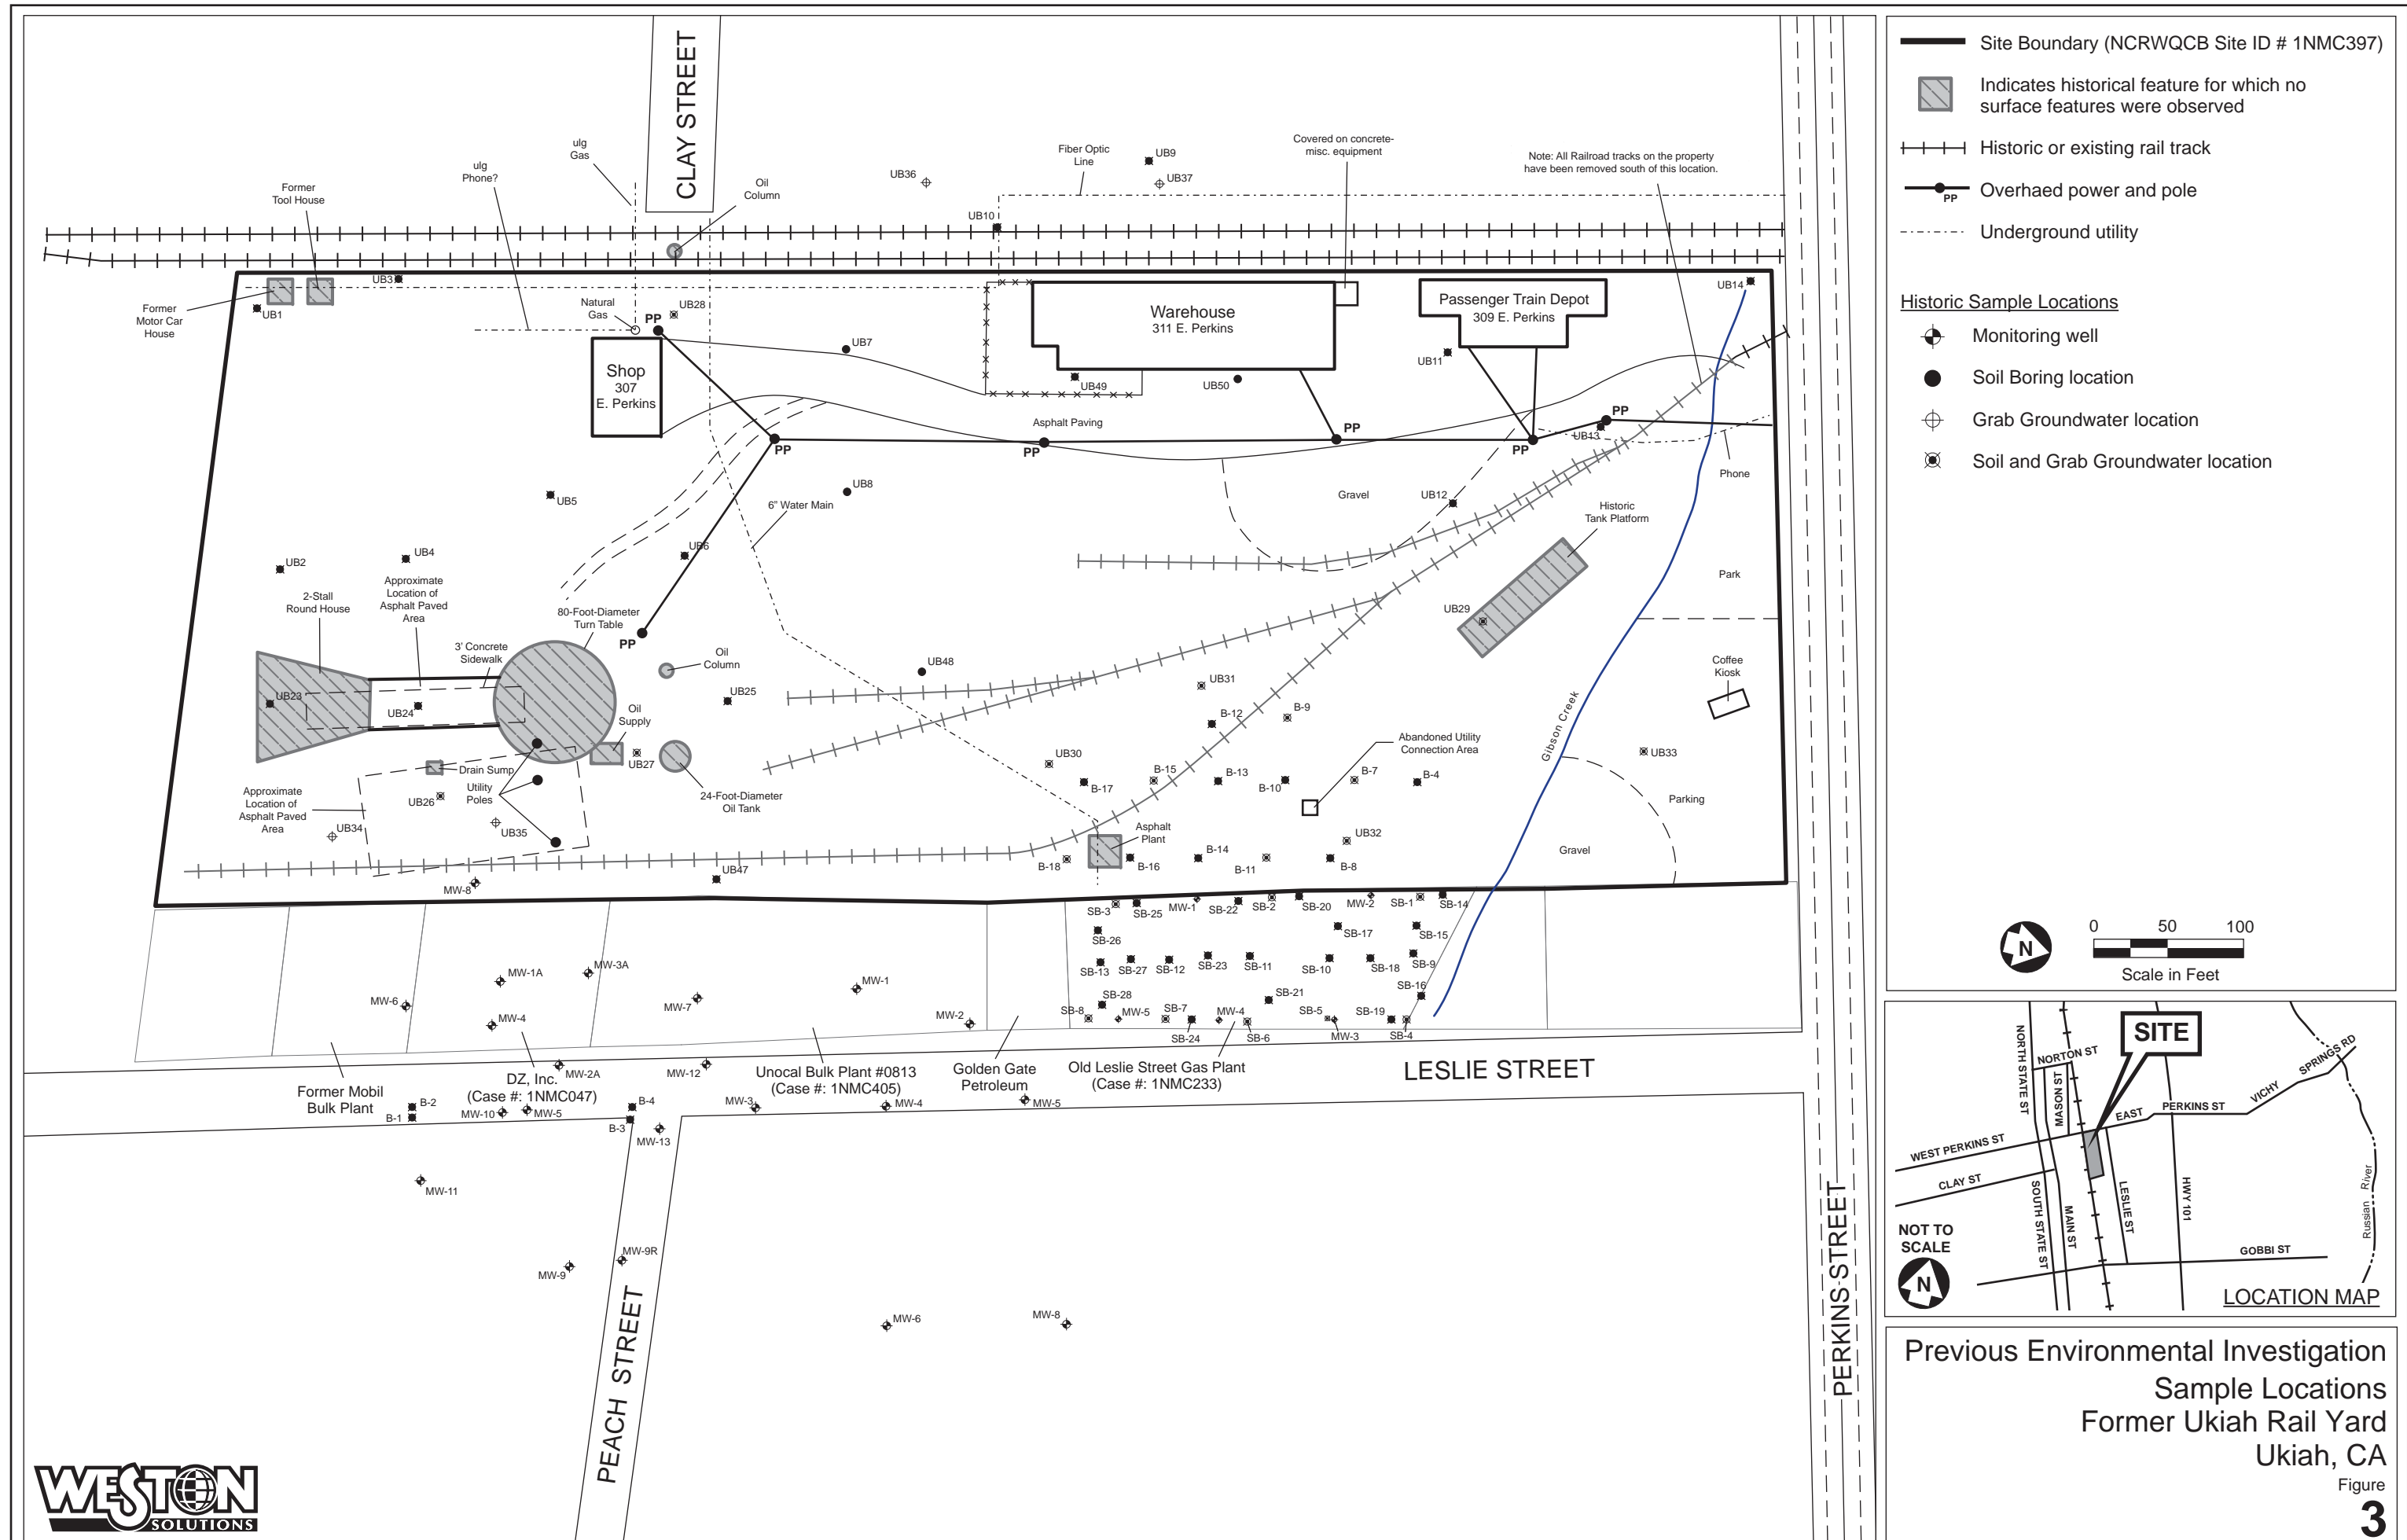 CLAY STREET
ulg
Gas
ulg
Phone?
Former
Tool House
Oil
Column
UB36
Fiber Optic
Line
UB9
UB37
Covered on concrete-
misc. equipment
Note: All Railroad tracks on the property
have been removed south of this location.
UB10
Former
Motor Car
House
UB1
UB3
Natural
Gas
UB28
PP
Shop
307
E. Perkins
UB7
Warehouse
311 E. Perkins
UB49
UB50
Passenger Train Depot
309 E. Perkins
UB11
UB14
Asphalt Paving
PP
PP
PP
PP
PP
UB13
Phone
UB5
UB8
6" Water Main
Gravel
UB12
Historic
Tank Platform
UB2
UB4
UB6
Approximate
Location of
Asphalt Paved
Area
2-Stall
Round House
80-Foot-Diameter
Turn Table
PP
3' Concrete
Sidewalk
Oil
Column
UB48
UB29
Park
Coffee
Kiosk
UB23
UB24
UB25
Oil
Supply
UB27
UB31
B-12
B-9
Gibson Creek
Abandoned Utility
Connection Area
UB33
UB30
B-17
B-15
B-13
B-10
B-7
B-4
Drain Sump
Utility
Poles
UB26
24-Foot-Diameter
Oil Tank
Approximate
Location of
Asphalt Paved
Area
UB34
UB35
Parking
Asphalt
Plant
UB32
B-18
B-16
B-14
B-11
B-8
Gravel
MW-8
UB47
SB-3
SB-25
MW-1
SB-22
SB-2
SB-20
MW-2
SB-1
SB-14
SB-26
SB-17
SB-15
SB-13
SB-27
SB-12
SB-23
SB-11
SB-10
SB-18
SB-9
MW-1A
MW-3A
MW-6
MW-7
MW-1
SB-28
SB-21
SB-16
MW-4
MW-2
SB-8
MW-5
SB-7
SB-24
MW-4
SB-6
SB-5
MW-3
SB-19
SB-4
MW-2A
MW-12
Former Mobil
Bulk Plant
DZ, Inc.
(Case #: 1NMC047)
Unocal Bulk Plant #0813
(Case #: 1NMC405)
Golden Gate
Petroleum
Old Leslie Street Gas Plant
(Case #: 1NMC233)
LESLIE STREET
B-2
B-1
MW-10
MW-5
B-4
B-3
MW-13
MW-3
MW-4
MW-5
MW-11
MW-9
MW-9R
MW-6
MW-8
PEACH STREET
PERKINS STREET
WESTON
SOLUTIONS
Site Boundary (NCRWQCB Site ID # 1NMC397)
Indicates historical feature for which no
surface features were observed
Historic or existing rail track
PP
Overhaed power and pole
Underground utility
Historic Sample Locations
Monitoring well
Soil Boring location
Grab Groundwater location
Soil and Grab Groundwater location
N
0 50 100
Scale in Feet
SITE
NORTH STATE ST
NORTON ST
MASON ST
VICHY SPRINGS RD
EAST PERKINS ST
WEST PERKINS ST
CLAY ST
SOUTH STATE ST
MAIN ST
LESLIE ST
HWY 101
Russian River
GOBBI ST
NOT TO
SCALE
N
LOCATION MAP
Previous Environmental Investigation
Sample Locations
Former Ukiah Rail Yard
Ukiah, CA
Figure
3